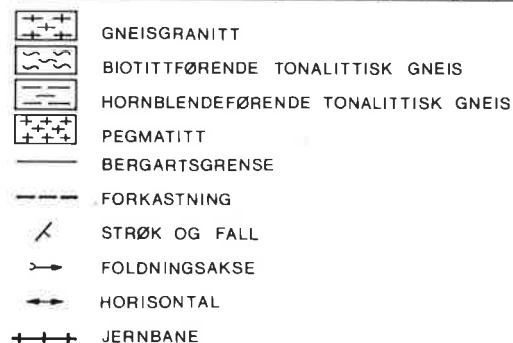 GNEISGRANITT
BIOTITTFØRENDE TONALITTISK GNEIS
HORNBLENDEFØRENDE TONALITTISK GNEIS
PEGMATITT
BERGARTSGRENSE
FORKASTNING
STRØK OG FALL
FOLDNINGSAKSE
HORISONTAL
JERNBANE